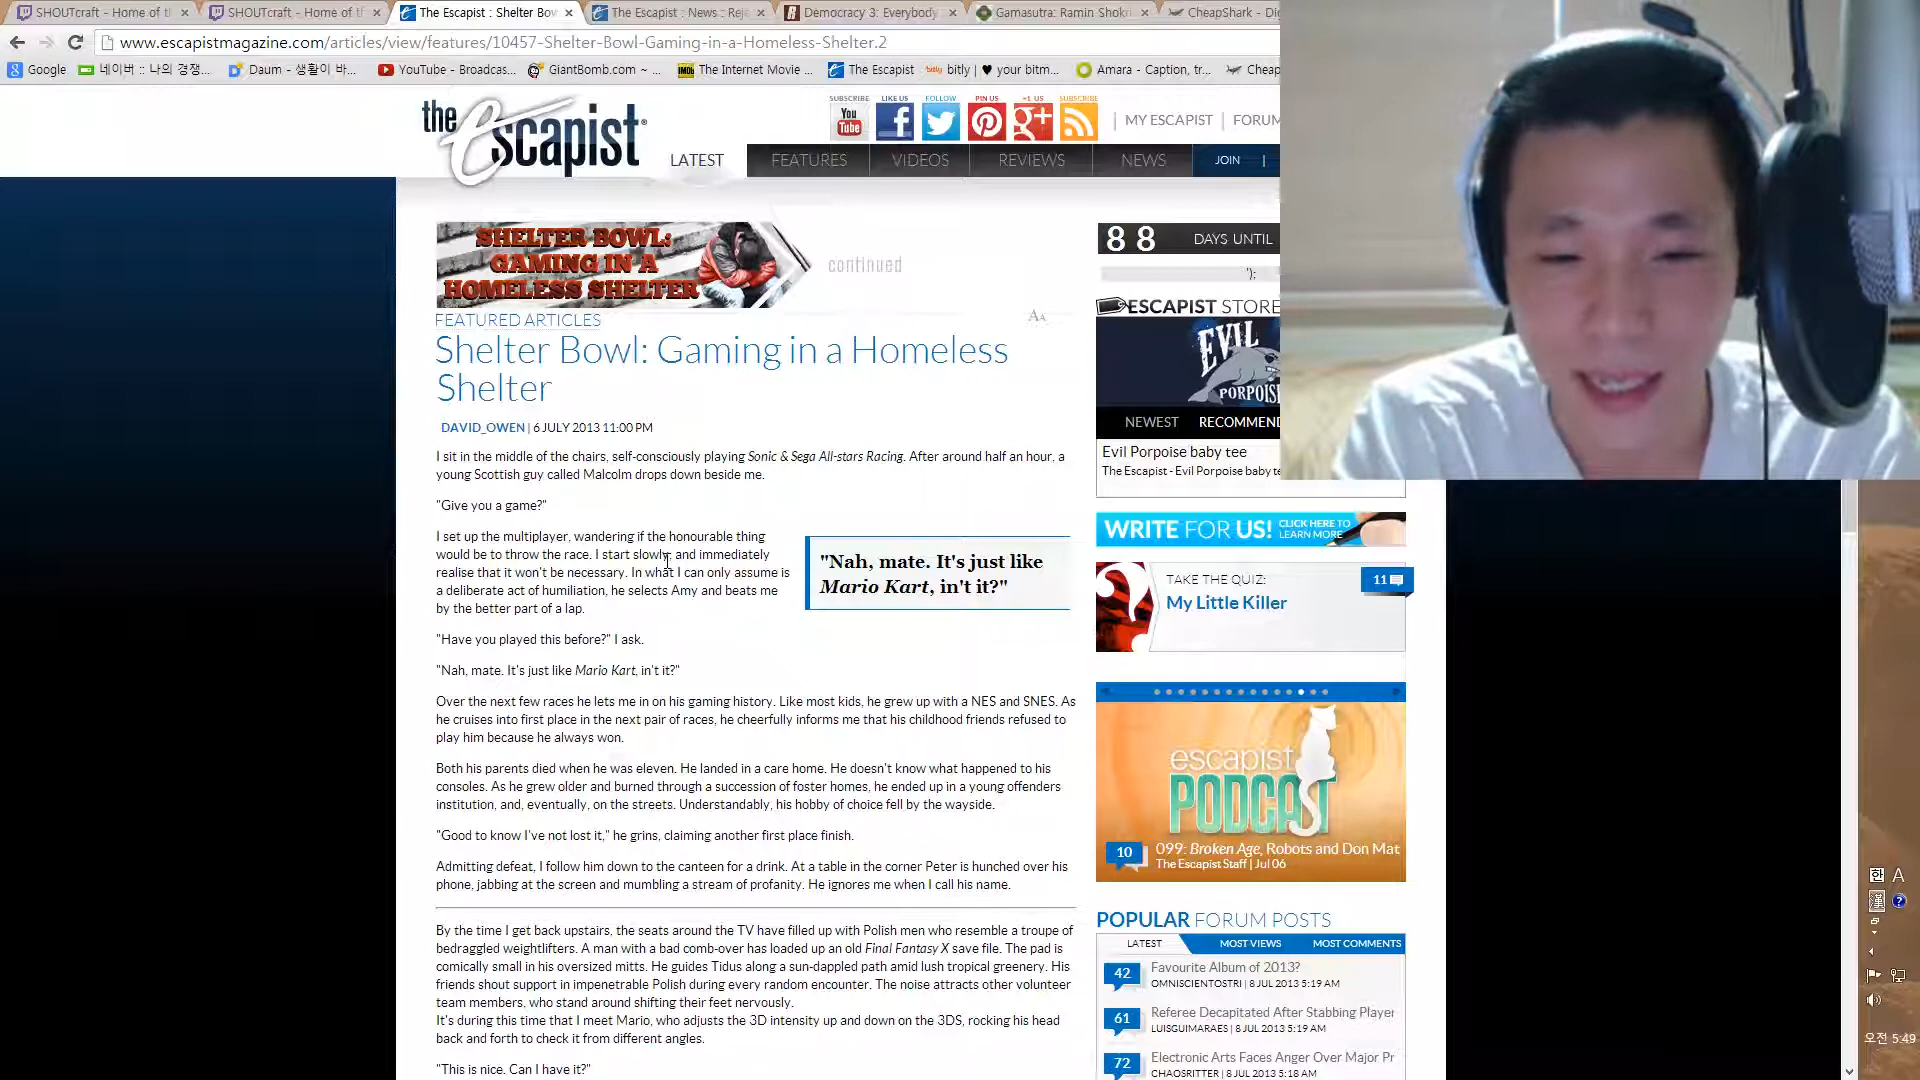 SHOUTcraft - Home of t
SHOUTcraft - Home of t
The Escapist : Shelter Bow
The Escapist : News : Reje
Democracy 3: Everybody
Gamasutra: Ramin Shok
CheapShark - Dig
www.escapistmagazine.com/articles/view/features/10457-Shelter-Bowl-Gaming-in-a-Homeless-Shelter.2
Google
네이버 :: 나의 경쟁...
Daum - 생활이 바...
YouTube - Broadcas...
GiantBomb.com ~ ...
The Internet Movie ...
The Escapist
bitly | ♥ your bitm...
Amara - Caption, tr...
Cheap
the escapist
SUBSCRIBE
LIKE US
FOLLOW
PIN US
+1 US
SUBSCRIBE
You Tube
MY ESCAPIST
FORUM
LATEST
FEATURES
VIDEOS
REVIEWS
NEWS
JOIN |
SHELTER BOWL:
GAMING IN A
HOMELESS SHELTER
continued
FEATURED ARTICLES
AA
Shelter Bowl: Gaming in a Homeless
Shelter
DAVID_OWEN | 6 JULY 2013 11:00 PM
I sit in the middle of the chairs, self-consciously playing Sonic & Sega All-stars Racing. After around half an hour, a
young Scottish guy called Malcolm drops down beside me.
"Give you a game?"
I set up the multiplayer, wandering if the honourable thing
would be to throw the race. I start slowly, and immediately
realise that it won't be necessary. In what I can only assume is
a deliberate act of humiliation, he selects Amy and beats me
by the better part of a lap.
"Nah, mate. It's just like
Mario Kart, in't it?"
"Have you played this before?" I ask.
"Nah, mate. It's just like Mario Kart, in't it?"
Over the next few races he lets me in on his gaming history. Like most kids, he grew up with a NES and SNES. As
he cruises into first place in the next pair of races, he cheerfully informs me that his childhood friends refused to
play him because he always won.
Both his parents died when he was eleven. He landed in a care home. He doesn't know what happened to his
consoles. As he grew older and burned through a succession of foster homes, he ended up in a young offenders
institution, and, eventually, on the streets. Understandably, his hobby of choice fell by the wayside.
"Good to know I've not lost it," he grins, claiming another first place finish.
Admitting defeat, I follow him down to the canteen for a drink. At a table in the corner Peter is hunched over his
phone, jabbing at the screen and mumbling a stream of profanity. He ignores me when I call his name.
By the time I get back upstairs, the seats around the TV have filled up with Polish men who resemble a troupe of
bedraggled weightlifters. A man with a bad comb-over has loaded up an old Final Fantasy X save file. The pad is
comically small in his oversized mitts. He guides Tidus along a sun-dappled path amid lush tropical greenery. His
friends shout support in impenetrable Polish during every random encounter. The noise attracts other volunteer
team members, who stand around shifting their feet nervously.
It's during this time that I meet Mario, who adjusts the 3D intensity up and down on the 3DS, rocking his head
back and forth to check it from different angles.
"This is nice. Can I have it?"
88 DAYS UNTIL
');
ESCAPIST STORE
EVIL
PORPOIS
NEWEST
RECOMMEND
Evil Porpoise baby tee
The Escapist - Evil Porpoise baby te
WRITE FOR US! CLICK HERE TO
LEARN MORE
TAKE THE QUIZ:
My Little Killer
11
escapist
PODCAST
10
099: Broken Age, Robots and Don Mat
The Escapist Staff | Jul 06
POPULAR FORUM POSTS
LATEST
MOST VIEWS
MOST COMMENTS
42
Favourite Album of 2013?
OMNISCIENTOSTRI | 8 JUL 2013 5:19 AM
61
Referee Decapitated After Stabbing Player
LUISGUIMARAES | 8 JUL 2013 5:19 AM
72
Electronic Arts Faces Anger Over Major Pr
CHAOSRITTER | 8 JUL 2013 5:18 AM
한 A
漢
오전 5:49